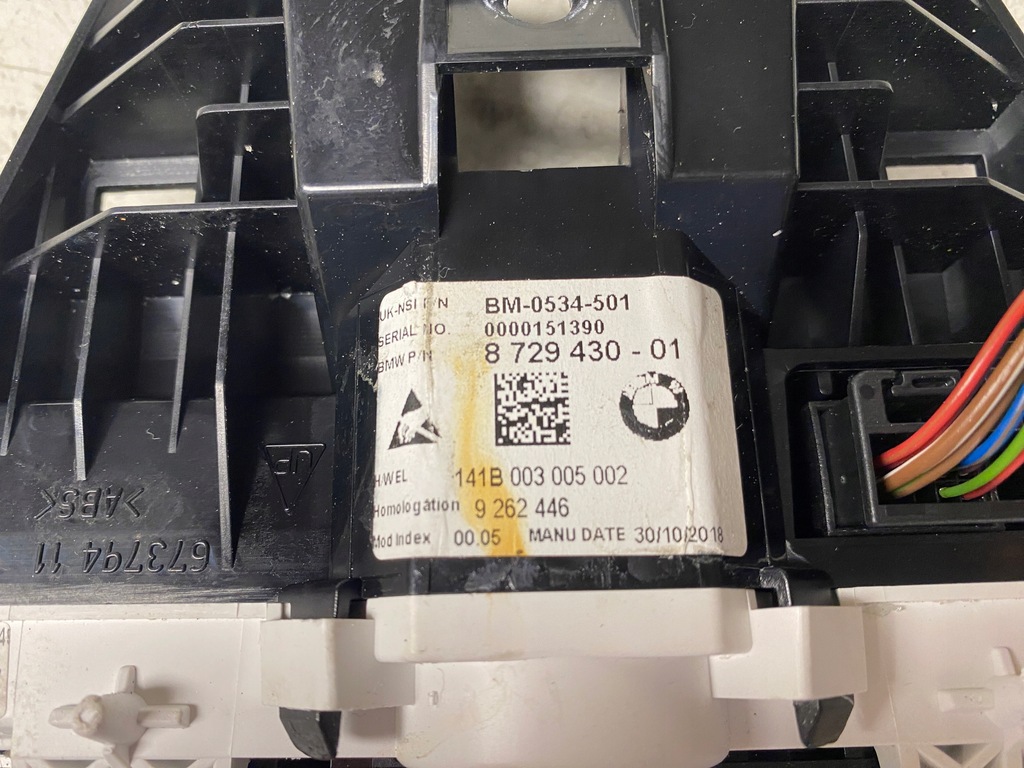 UK-NSI P/N BM-0534-501
SERIAL NO. 0000151390
BMW P/N 8 729 430 - 01
H/W EL 141B 003 005 002
Homologation 9 262 446
Mod Index 00.05 MANU DATE 30/10/2018
>ABS<
673794 11